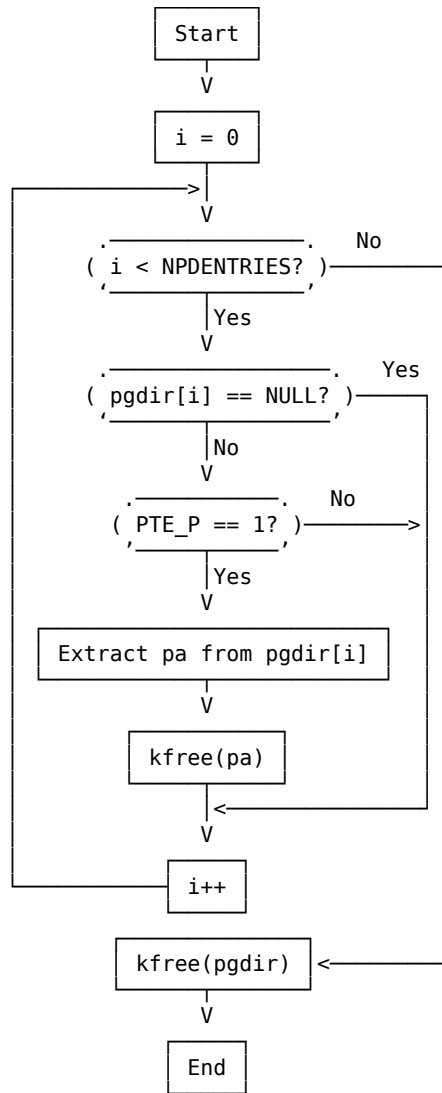 Start
i = 0
i < NPDENTRIES?
No
Yes
pgdir[i] == NULL?
Yes
No
PTE_P == 1?
No
Yes
Extract pa from pgdir[i]
kfree(pa)
i++
kfree(pgdir)
End